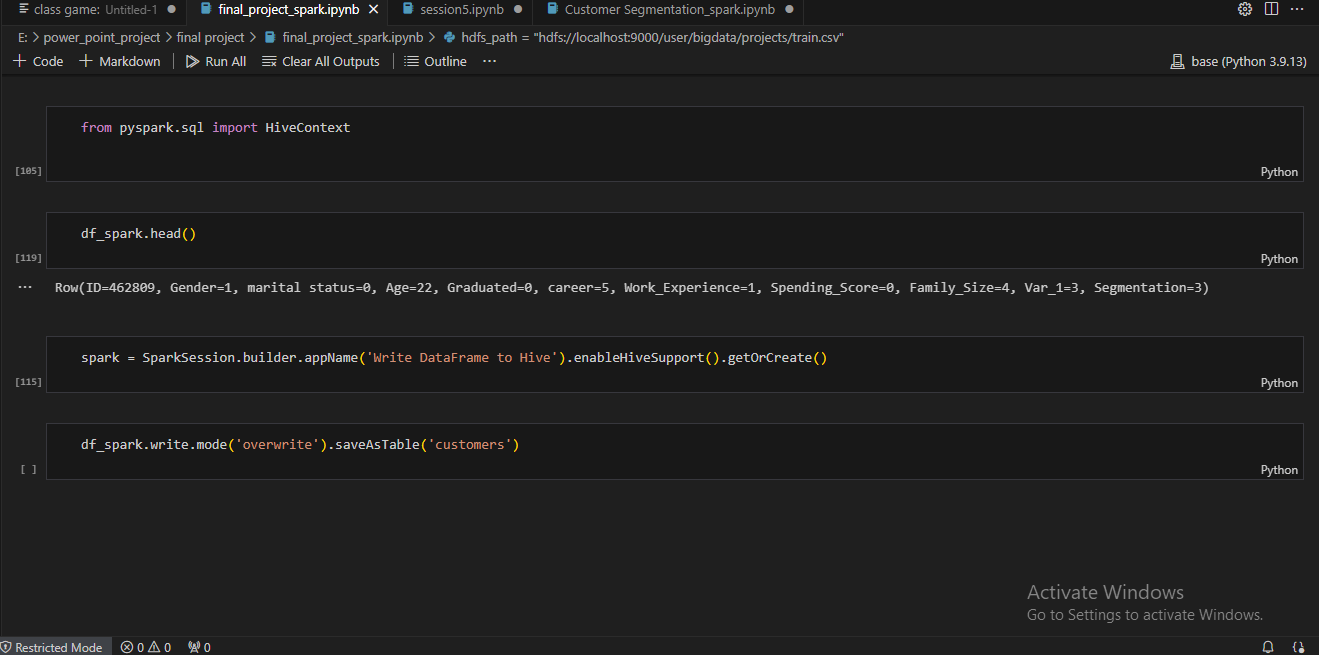 class game: Untitled-1 ● final_project_spark.ipynb × session5.ipynb ● Customer Segmentation_spark.ipynb ● ···
E: > power_point_project > final project > final_project_spark.ipynb > hdfs_path = "hdfs://localhost:9000/user/bigdata/projects/train.csv"
+ Code + Markdown | Run All Clear All Outputs | Outline ··· base (Python 3.9.13)
from pyspark.sql import HiveContext
[105] Python
df_spark.head()
[119] Python
··· Row(ID=462809, Gender=1, marital status=0, Age=22, Graduated=0, career=5, Work_Experience=1, Spending_Score=0, Family_Size=4, Var_1=3, Segmentation=3)
spark = SparkSession.builder.appName('Write DataFrame to Hive').enableHiveSupport().getOrCreate()
[115] Python
df_spark.write.mode('overwrite').saveAsTable('customers')
[ ] Python
Activate Windows
Go to Settings to activate Windows.
Restricted Mode 0 0 0